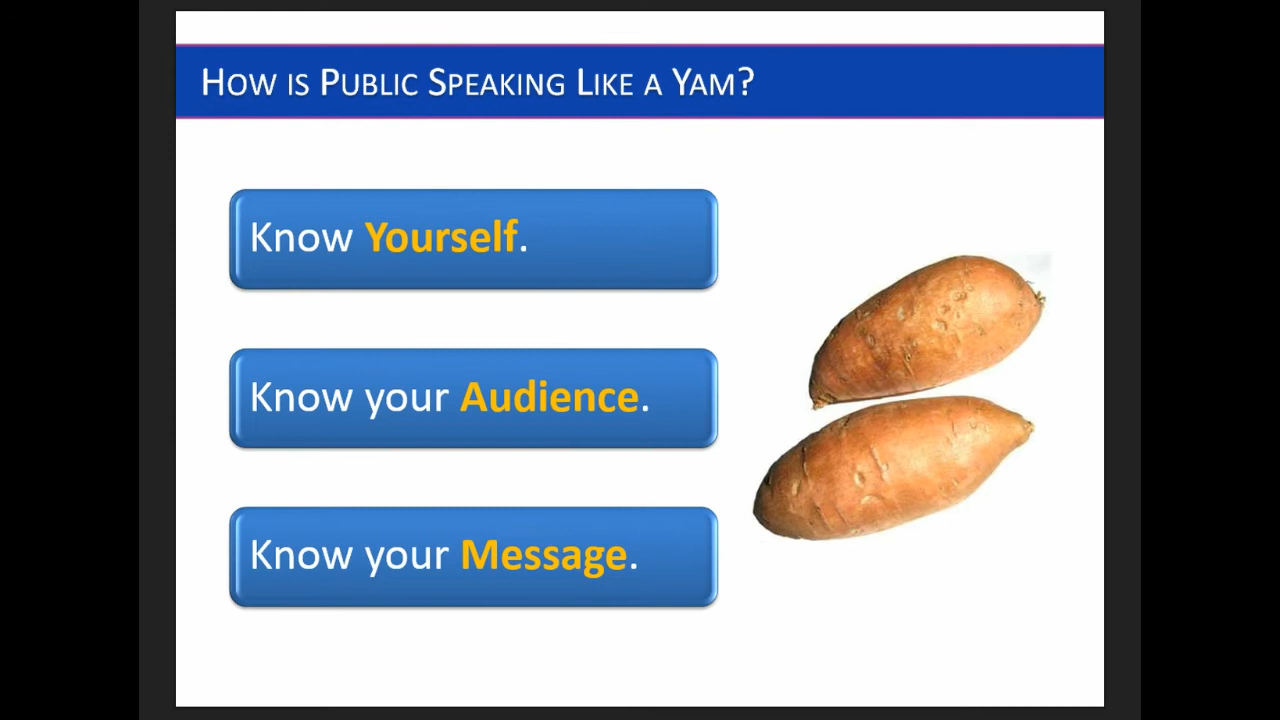 How is Public Speaking Like a Yam?
Know Yourself.
Know your Audience.
Know your Message.